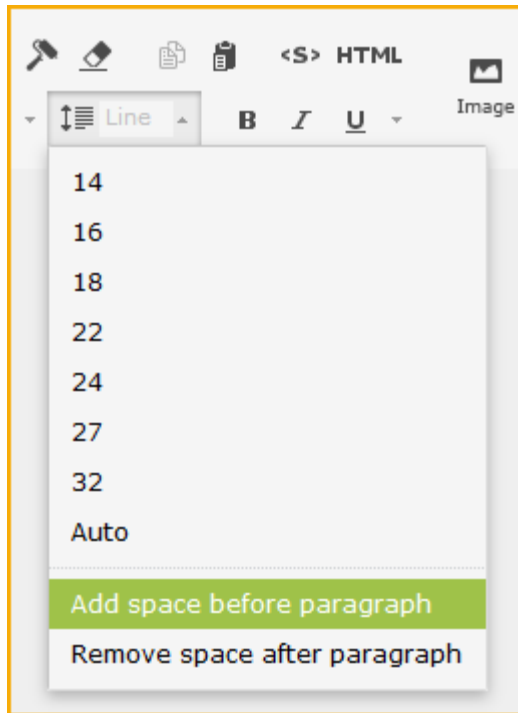 <S> HTML
Image
Line
B I U
14
16
18
22
24
27
32
Auto
Add space before paragraph
Remove space after paragraph